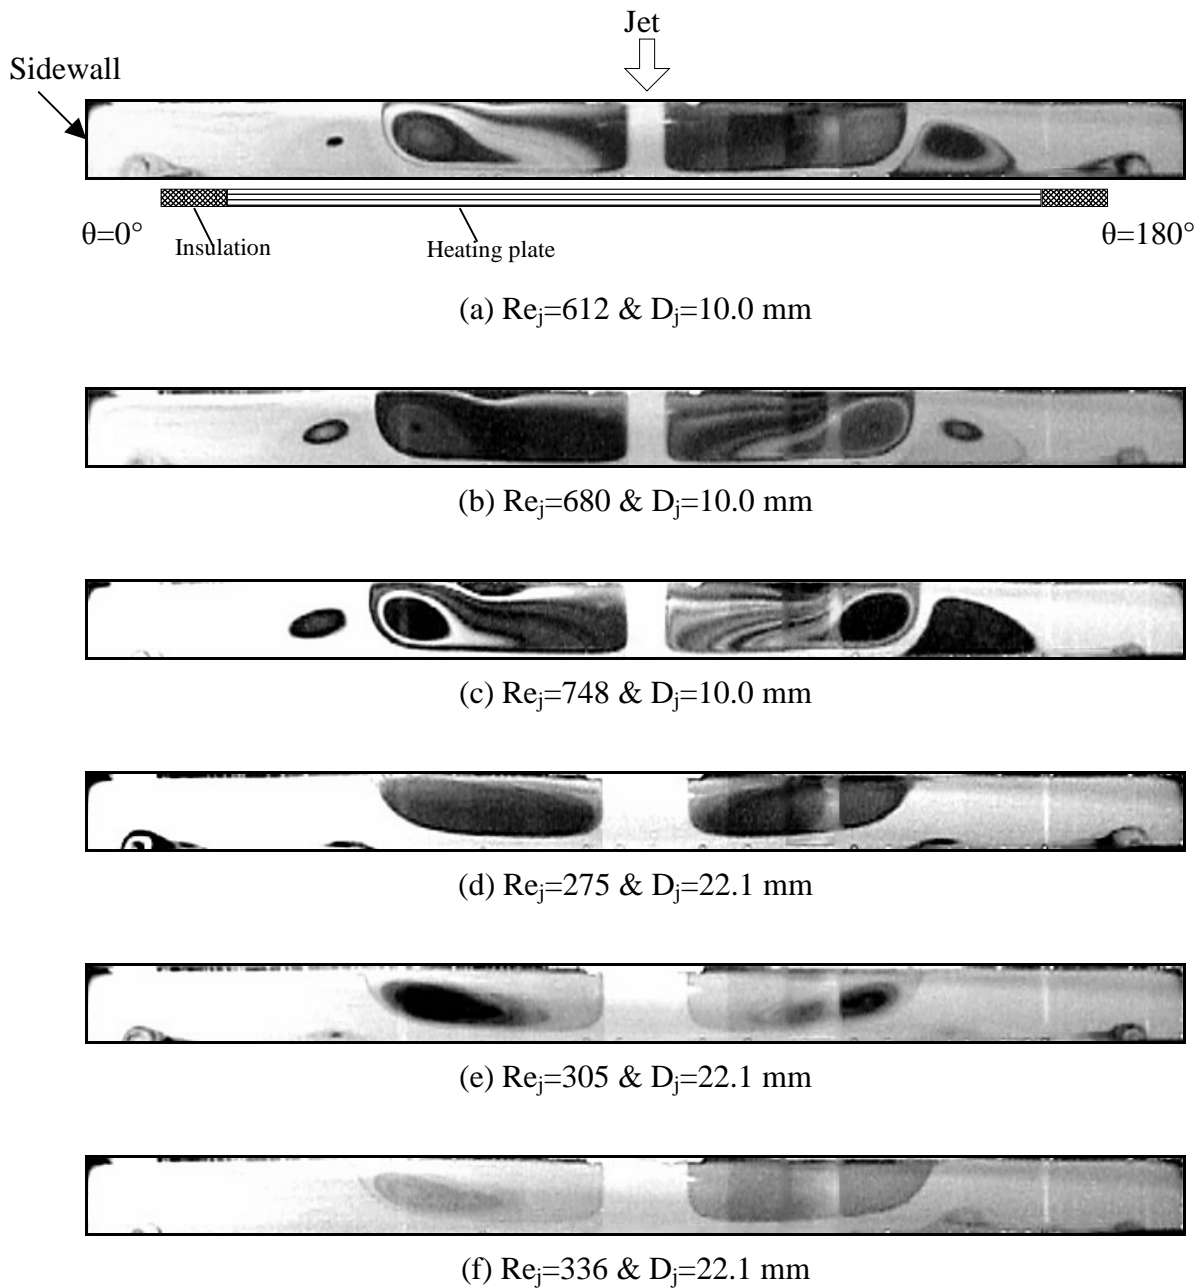 Jet
Sidewall
θ=0°
Insulation
Heating plate
θ=180°
(a) Rej=612 & Dj=10.0 mm
(b) Rej=680 & Dj=10.0 mm
(c) Rej=748 & Dj=10.0 mm
(d) Rej=275 & Dj=22.1 mm
(e) Rej=305 & Dj=22.1 mm
(f) Rej=336 & Dj=22.1 mm